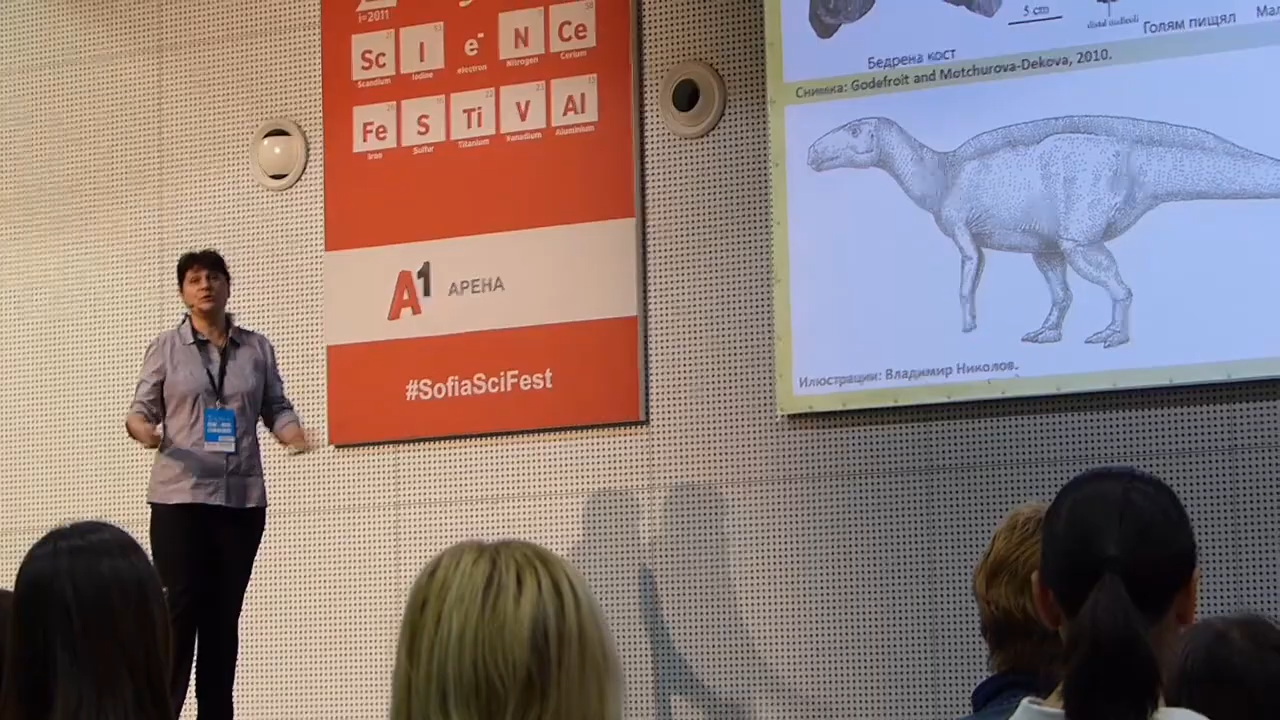 i=2011
Sc I e⁻ N Ce
Scandium Iodine electron Nitrogen Cerium
Fe S Ti V Al
Iron Sulfur Titanium Vanadium Aluminium
A1 АРЕНА
#SofiaSciFest
5 cm
Голям пищял
Бедрена кост
Снимка: Godefroit and Motchurova-Dekova, 2010.
Илюстрации: Владимир Николов.